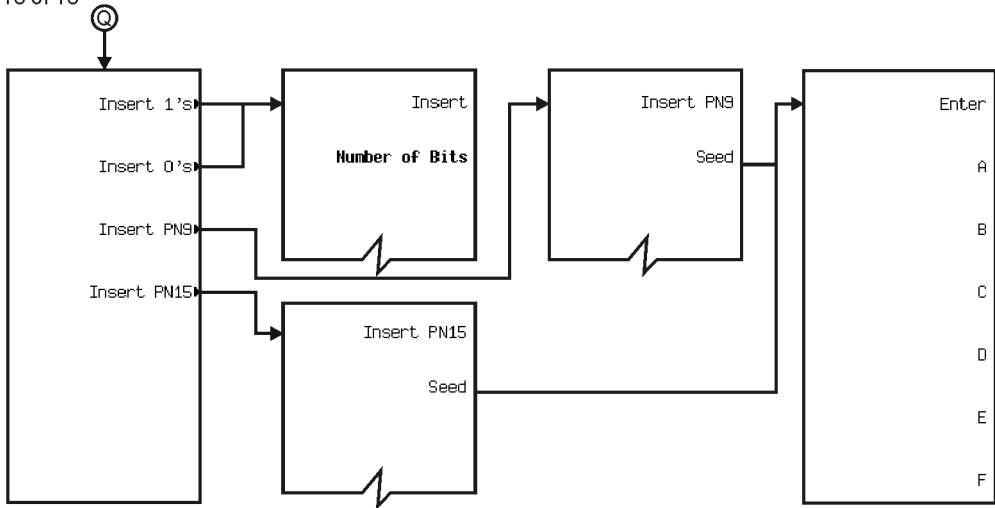 Q
Insert 1's
Insert 0's
Insert PN9
Insert PN15
Insert
Number of Bits
Insert PN9
Seed
Insert PN15
Seed
Enter
A
B
C
D
E
F